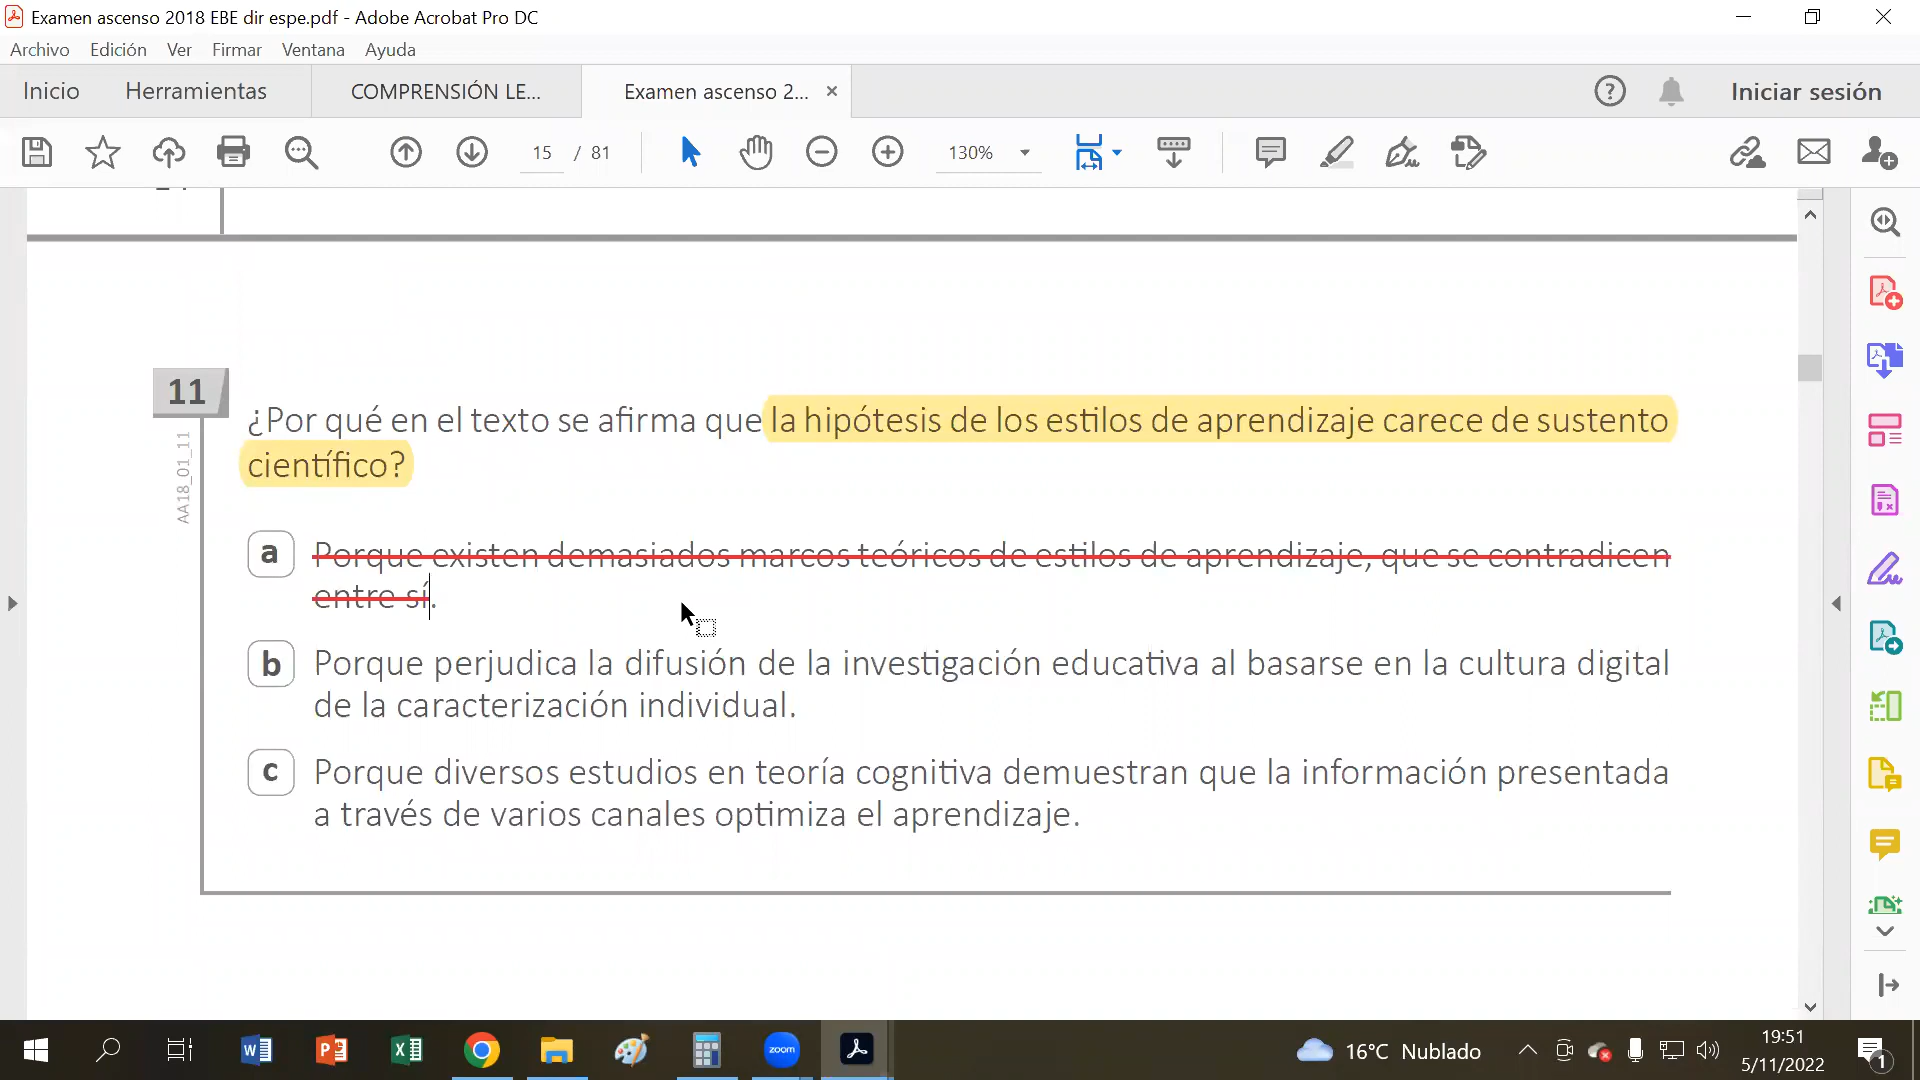 Examen ascenso 2018 EBE dir espe.pdf - Adobe Acrobat Pro DC
Archivo Edición Ver Firmar Ventana Ayuda
Inicio Herramientas COMPRENSIÓN LE... Examen ascenso 2... × Iniciar sesión
15 / 81 130%
11
¿Por qué en el texto se afirma que la hipótesis de los estilos de aprendizaje carece de sustento
científico?
AA18_01_11
a Porque existen demasiados marcos teóricos de estilos de aprendizaje, que se contradicen
entre sí.
b Porque perjudica la difusión de la investigación educativa al basarse en la cultura digital
de la caracterización individual.
c Porque diversos estudios en teoría cognitiva demuestran que la información presentada
a través de varios canales optimiza el aprendizaje.
zoom
16°C Nublado
19:51
5/11/2022
1